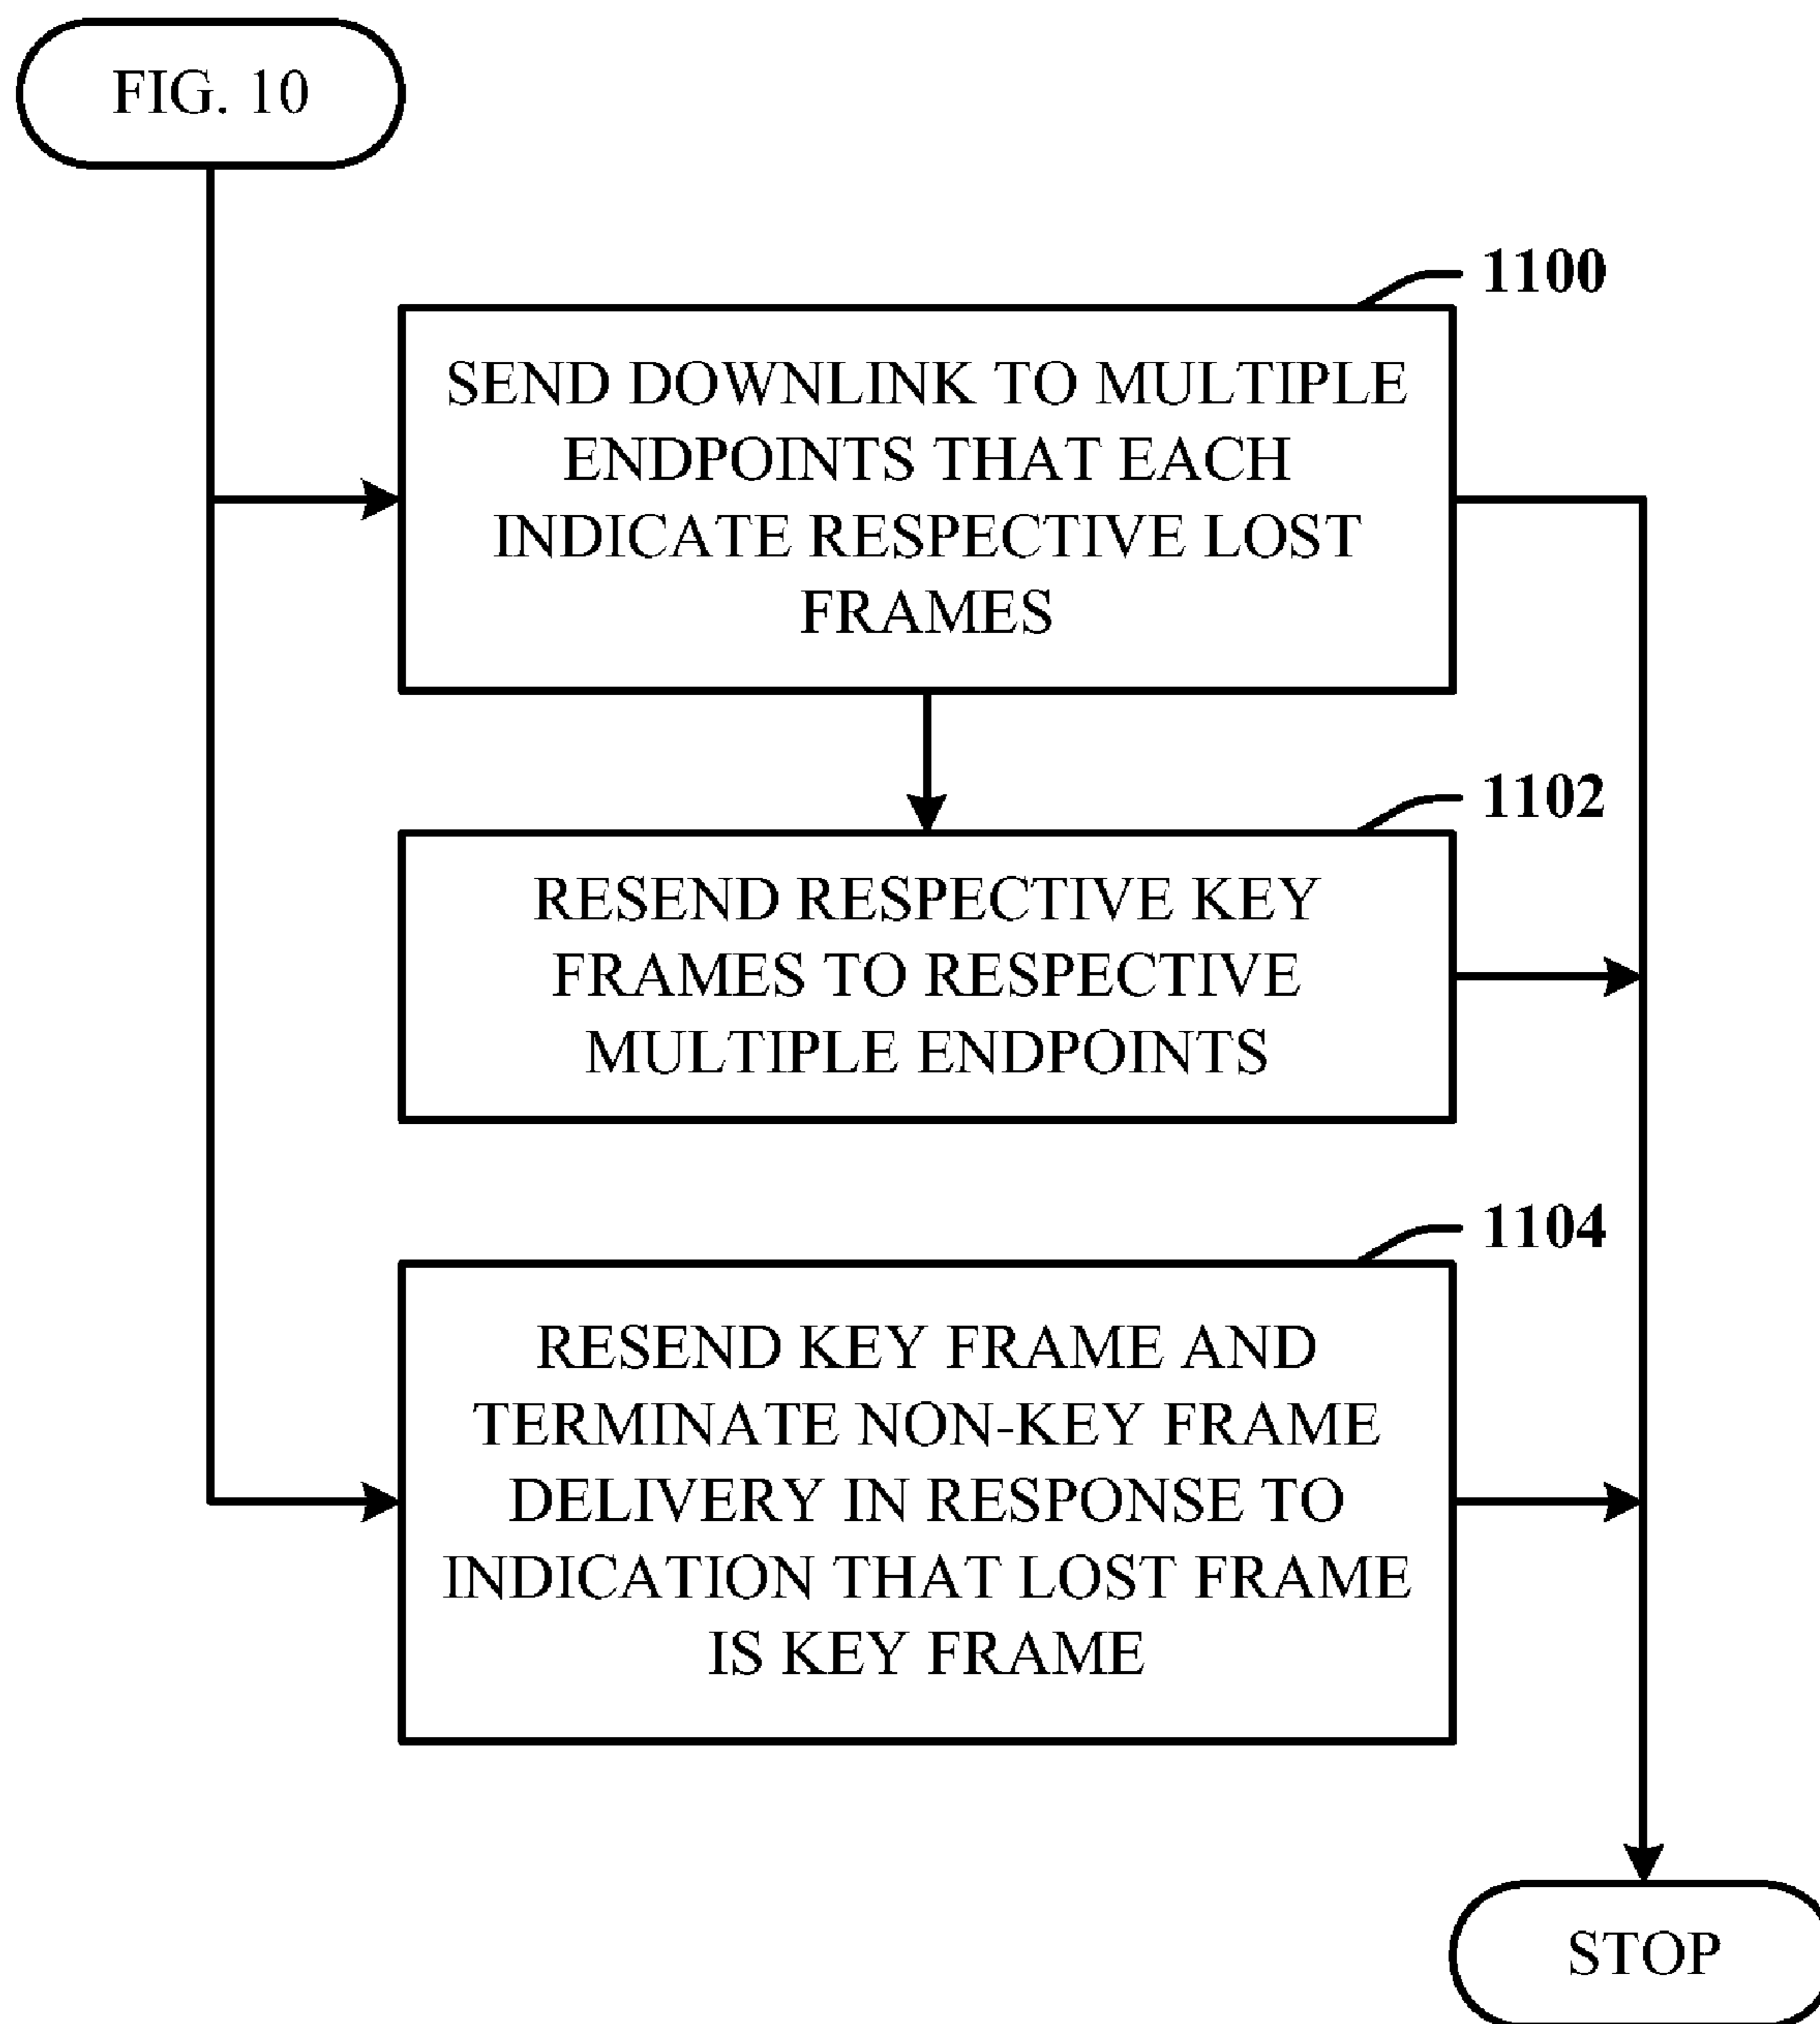 FIG. 10
1100
SEND DOWNLINK TO MULTIPLE
ENDPOINTS THAT EACH
INDICATE RESPECTIVE LOST
FRAMES
1102
RESEND RESPECTIVE KEY
FRAMES TO RESPECTIVE
MULTIPLE ENDPOINTS
1104
RESEND KEY FRAME AND
TERMINATE NON-KEY FRAME
DELIVERY IN RESPONSE TO
INDICATION THAT LOST FRAME
IS KEY FRAME
STOP